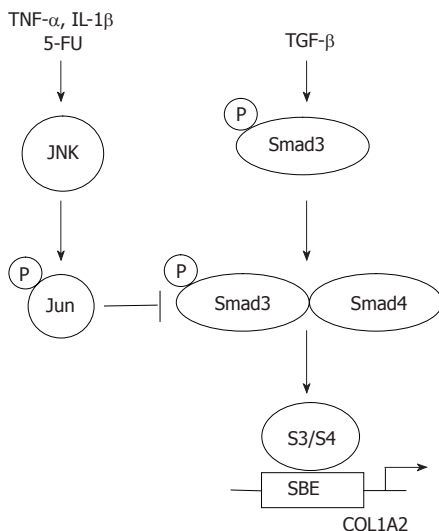 TNF-α, IL-1β
5-FU
TGF-β
P
Smad3
JNK
P
Jun
P
Smad3
Smad4
S3/S4
SBE
COL1A2